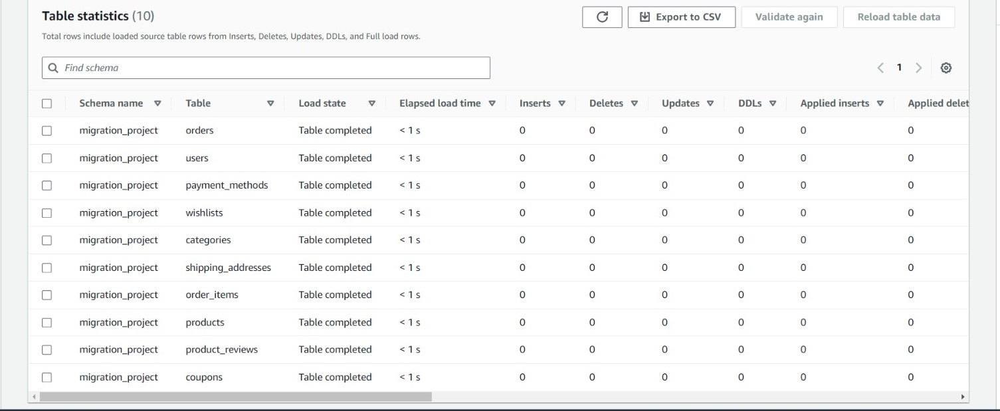 Table statistics (10)
Export to CSV
Validate again
Reload table data
Total rows include loaded source table rows from Inserts, Deletes, Updates, DDLs, and Full load rows.
Find schema
1
Schema name Table Load state Elapsed load time Inserts Deletes Updates DDLs Applied inserts Applied delet
migration_project orders Table completed < 1 s 0 0 0 0 0 0
migration_project users Table completed < 1 s 0 0 0 0 0 0
migration_project payment_methods Table completed < 1 s 0 0 0 0 0 0
migration_project wishlists Table completed < 1 s 0 0 0 0 0 0
migration_project categories Table completed < 1 s 0 0 0 0 0 0
migration_project shipping_addresses Table completed < 1 s 0 0 0 0 0 0
migration_project order_items Table completed < 1 s 0 0 0 0 0 0
migration_project products Table completed < 1 s 0 0 0 0 0 0
migration_project product_reviews Table completed < 1 s 0 0 0 0 0 0
migration_project coupons Table completed < 1 s 0 0 0 0 0 0